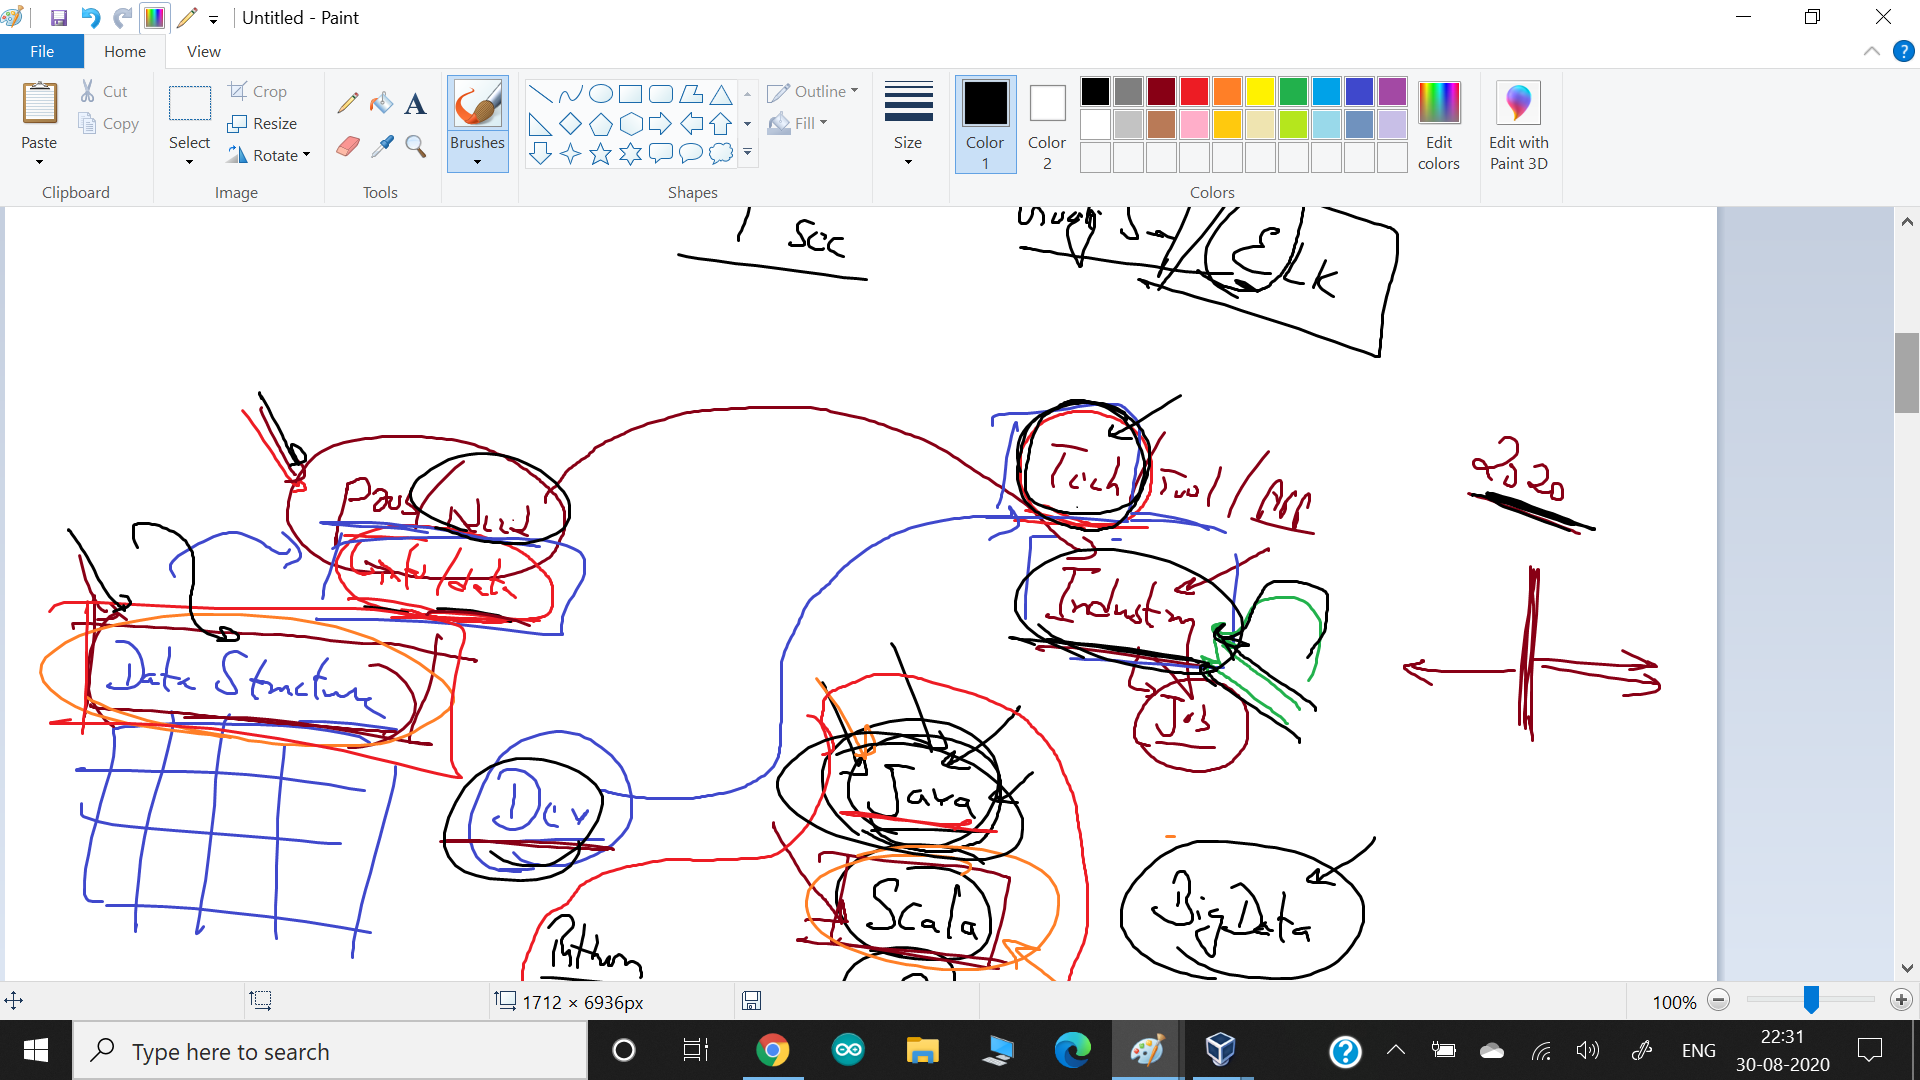 Untitled - Paint
File Home View
Paste
Cut
Copy
Clipboard
Select
Crop
Resize
Rotate
Image
Tools
Brushes
Shapes
Outline
Fill
Size
Color 1
Color 2
Colors
Edit colors
Edit with Paint 3D
Sec
ELK
Tech Tool/App
2020
Need
/data
Industry
Data Structure
Job
Dev
Java
Scala
BigData
Python
1712 × 6936px
100%
Type here to search
ENG
22:31
30-08-2020